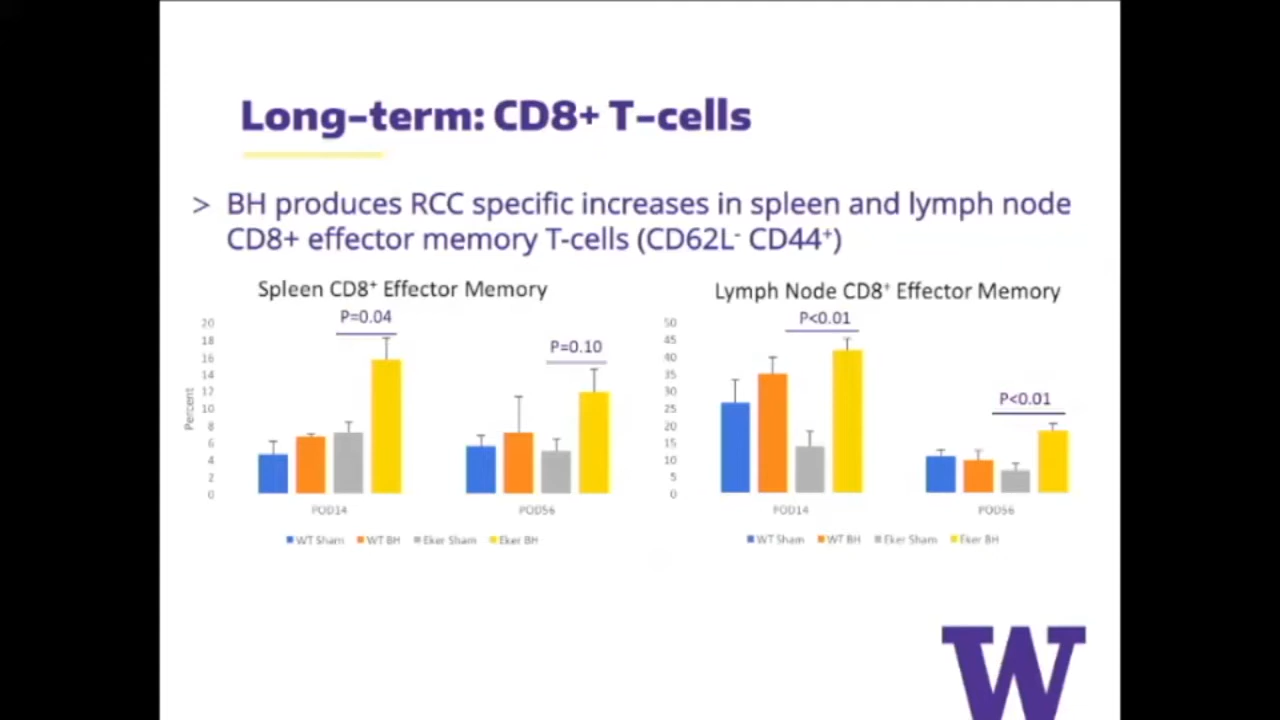 Long-term: CD8+ T-cells
> BH produces RCC specific increases in spleen and lymph node
CD8+ effector memory T-cells (CD62L⁻ CD44⁺)
Spleen CD8⁺ Effector Memory
P=0.04
P=0.10
Percent
20
18
16
14
12
10
8
6
4
2
0
POD14 POD56
WT Sham WT BH Eker Sham Eker BH
Lymph Node CD8⁺ Effector Memory
P<0.01
P<0.01
50
45
40
35
30
25
20
15
10
5
0
POD14 POD56
WT Sham WT BH Eker Sham Eker BH
W